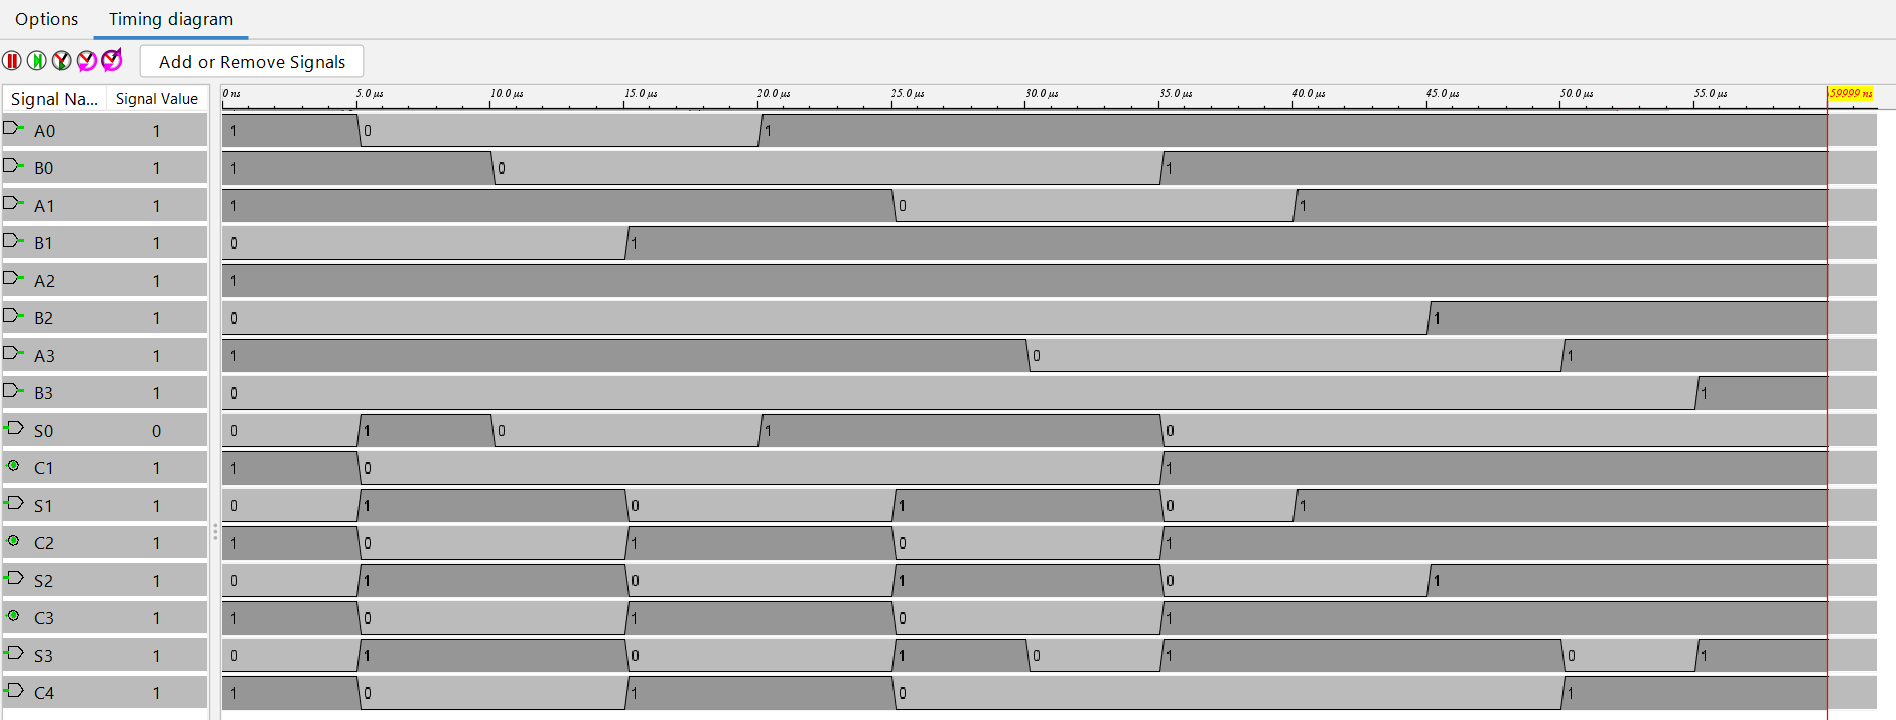 Options Timing diagram
Add or Remove Signals
Signal Na... Signal Value 0 ns 5.0 µs 10.0 µs 15.0 µs 20.0 µs 25.0 µs 30.0 µs 35.0 µs 40.0 µs 45.0 µs 50.0 µs 55.0 µs 59999 ns
A0 1 1 0 1
B0 1 1 0 1
A1 1 1 0 1
B1 1 0 1
A2 1 1
B2 1 0 1
A3 1 1 0 1
B3 1 0 1
S0 0 0 1 0 1 0
C1 1 1 0 1
S1 1 0 1 0 1 0 1
C2 1 1 0 1 0 1
S2 1 0 1 0 1 0 1
C3 1 1 0 1 0 1
S3 1 0 1 0 1 0 1 0 1
C4 1 1 0 1 0 1